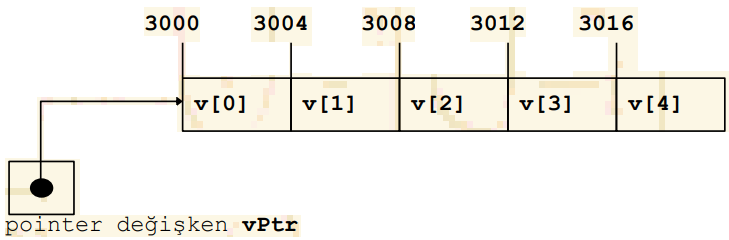 3000 3004 3008 3012 3016
v[0] v[1] v[2] v[3] v[4]
pointer değişken vPtr